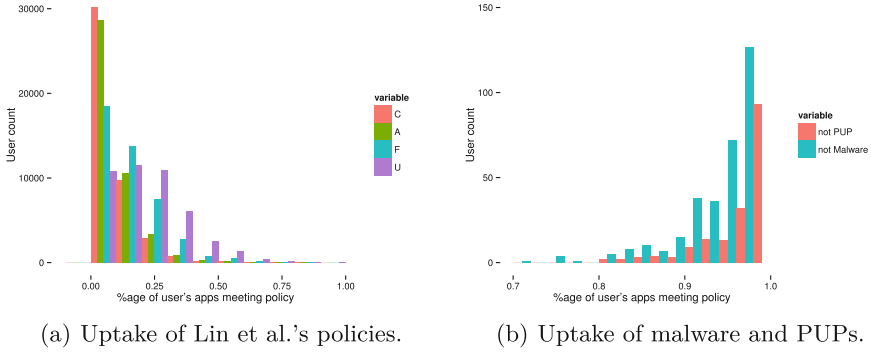 30000
20000
10000
0
User count
0.00 0.25 0.50 0.75 1.00
%age of user's apps meeting policy
variable
C
A
F
U
(a) Uptake of Lin et al.'s policies.
150
100
50
0
User count
0.7 0.8 0.9 1.0
%age of user's apps meeting policy
variable
not PUP
not Malware
(b) Uptake of malware and PUPs.